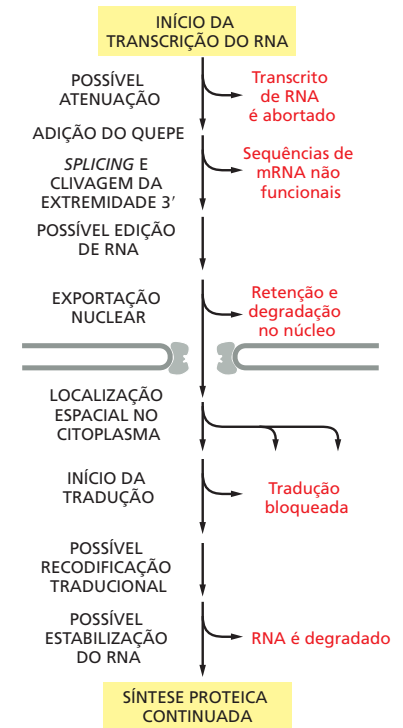 INÍCIO DA
TRANSCRIÇÃO DO RNA
POSSÍVEL
ATENUAÇÃO
Transcrito
de RNA
é abortado
ADIÇÃO DO QUEPE
SPLICING E
CLIVAGEM DA
EXTREMIDADE 3′
Sequências de
mRNA não
funcionais
POSSÍVEL EDIÇÃO
DE RNA
EXPORTAÇÃO
NUCLEAR
Retenção e
degradação
no núcleo
LOCALIZAÇÃO
ESPACIAL NO
CITOPLASMA
INÍCIO DA
TRADUÇÃO
Tradução
bloqueada
POSSÍVEL
RECODIFICAÇÃO
TRADUCIONAL
POSSÍVEL
ESTABILIZAÇÃO
DO RNA
RNA é degradado
SÍNTESE PROTEICA
CONTINUADA